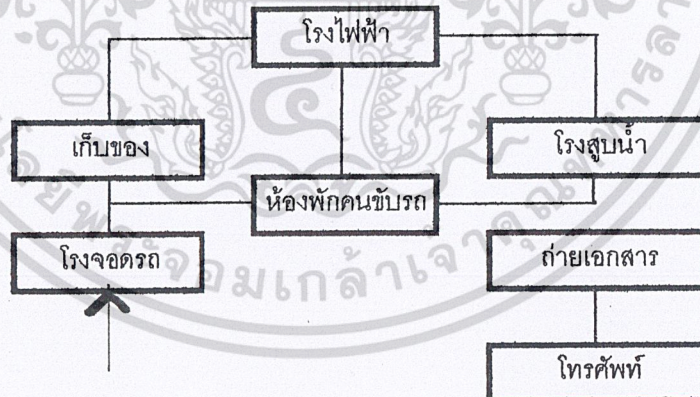 โรงไฟฟ้า
เก็บของ
โรงสูบน้ำ
ห้องพักคนขับรถ
โรงจอดรถ
ถ่ายเอกสาร
โทรศัพท์